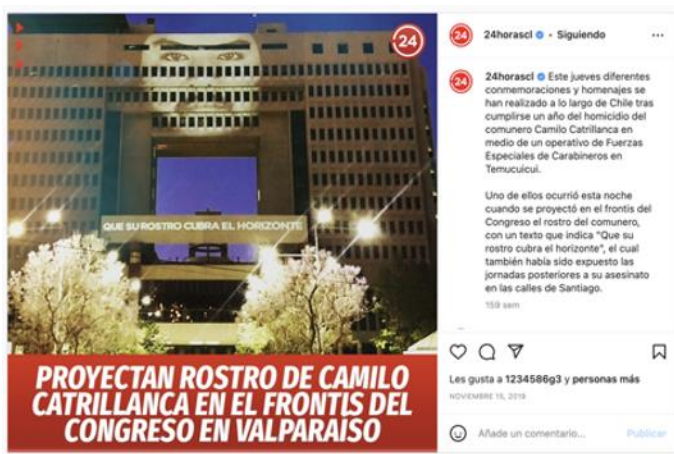 24
QUE SU ROSTRO CUBRA EL HORIZONTE
PROYECTAN ROSTRO DE CAMILO
CATRILLANCA EN EL FRONTIS DEL
CONGRESO EN VALPARAÍSO
24
24horascl • Siguiendo
24
24horascl Este jueves diferentes
conmemoraciones y homenajes se
han realizado a lo largo de Chile tras
cumplirse un año del homicidio del
comunero Camilo Catrillanca en
medio de un operativo de Fuerzas
Especiales de Carabineros en
Temucuicui.
Uno de ellos ocurrió esta noche
cuando se proyectó en el frontis del
Congreso el rostro del comunero,
con un texto que indica "Que su
rostro cubra el horizonte", el cual
también había sido expuesto las
jornadas posteriores a su asesinato
en las calles de Santiago.
159 sem
Les gusta a 1234586g3 y personas más
NOVIEMBRE 15, 2019
Añade un comentario...
Publicar